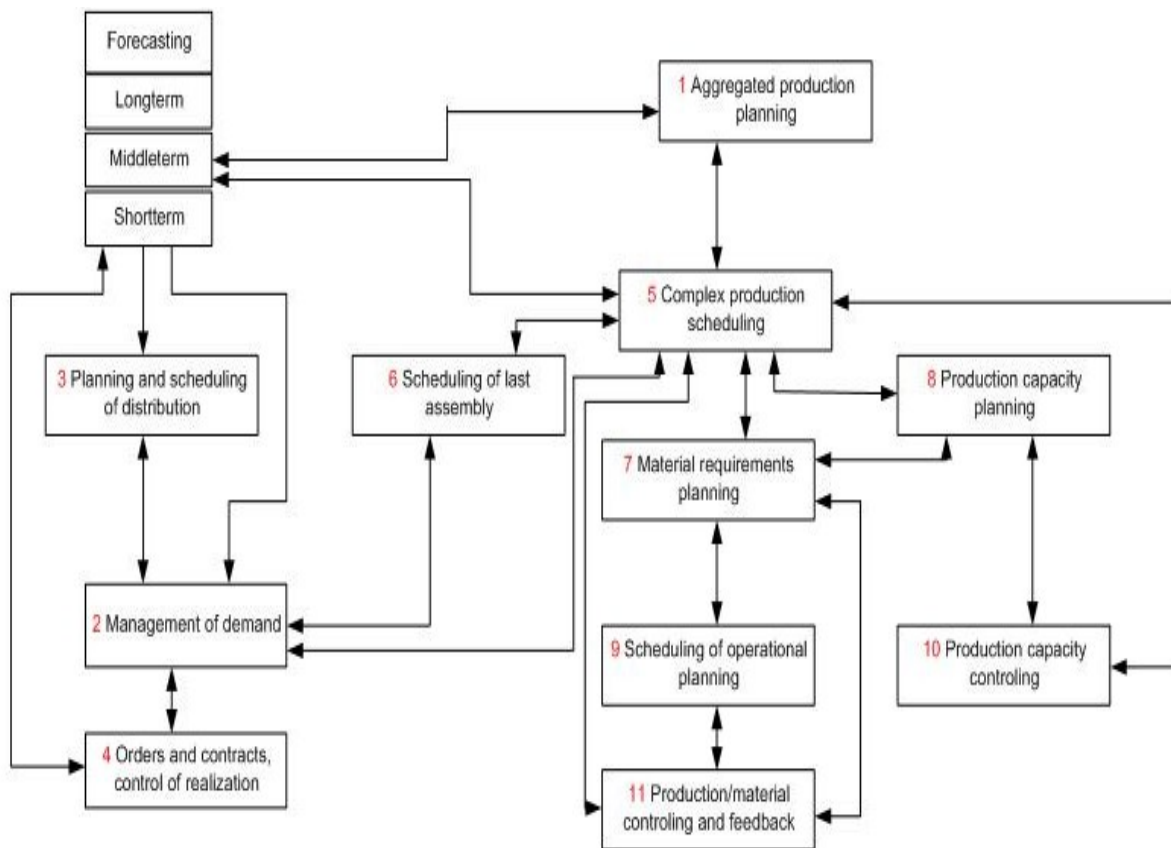 Forecasting
Longterm
Middleterm
Shortterm
1 Aggregated production
planning
5 Complex production
scheduling
3 Planning and scheduling
of distribution
6 Scheduling of last
assembly
8 Production capacity
planning
7 Material requirements
planning
2 Management of demand
9 Scheduling of operational
planning
10 Production capacity
controling
4 Orders and contracts,
control of realization
11 Production/material
controling and feedback